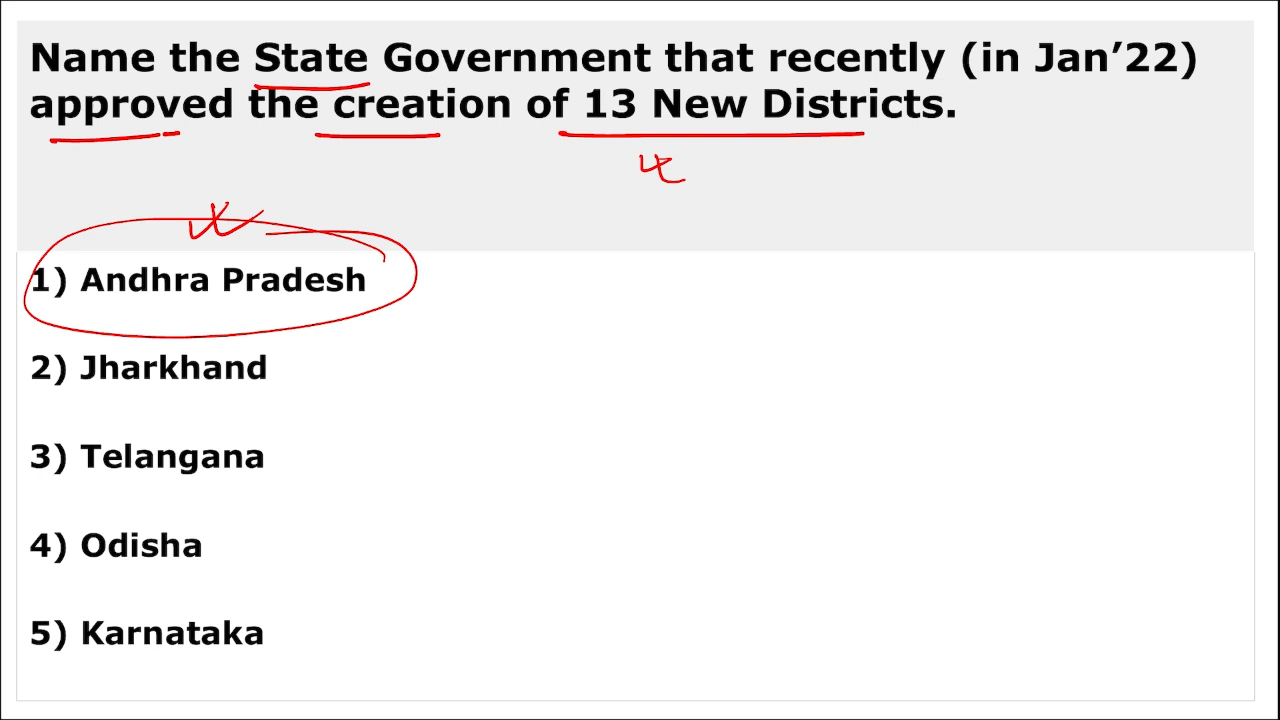 Name the State Government that recently (in Jan’22)
approved the creation of 13 New Districts.
1) Andhra Pradesh
2) Jharkhand
3) Telangana
4) Odisha
5) Karnataka